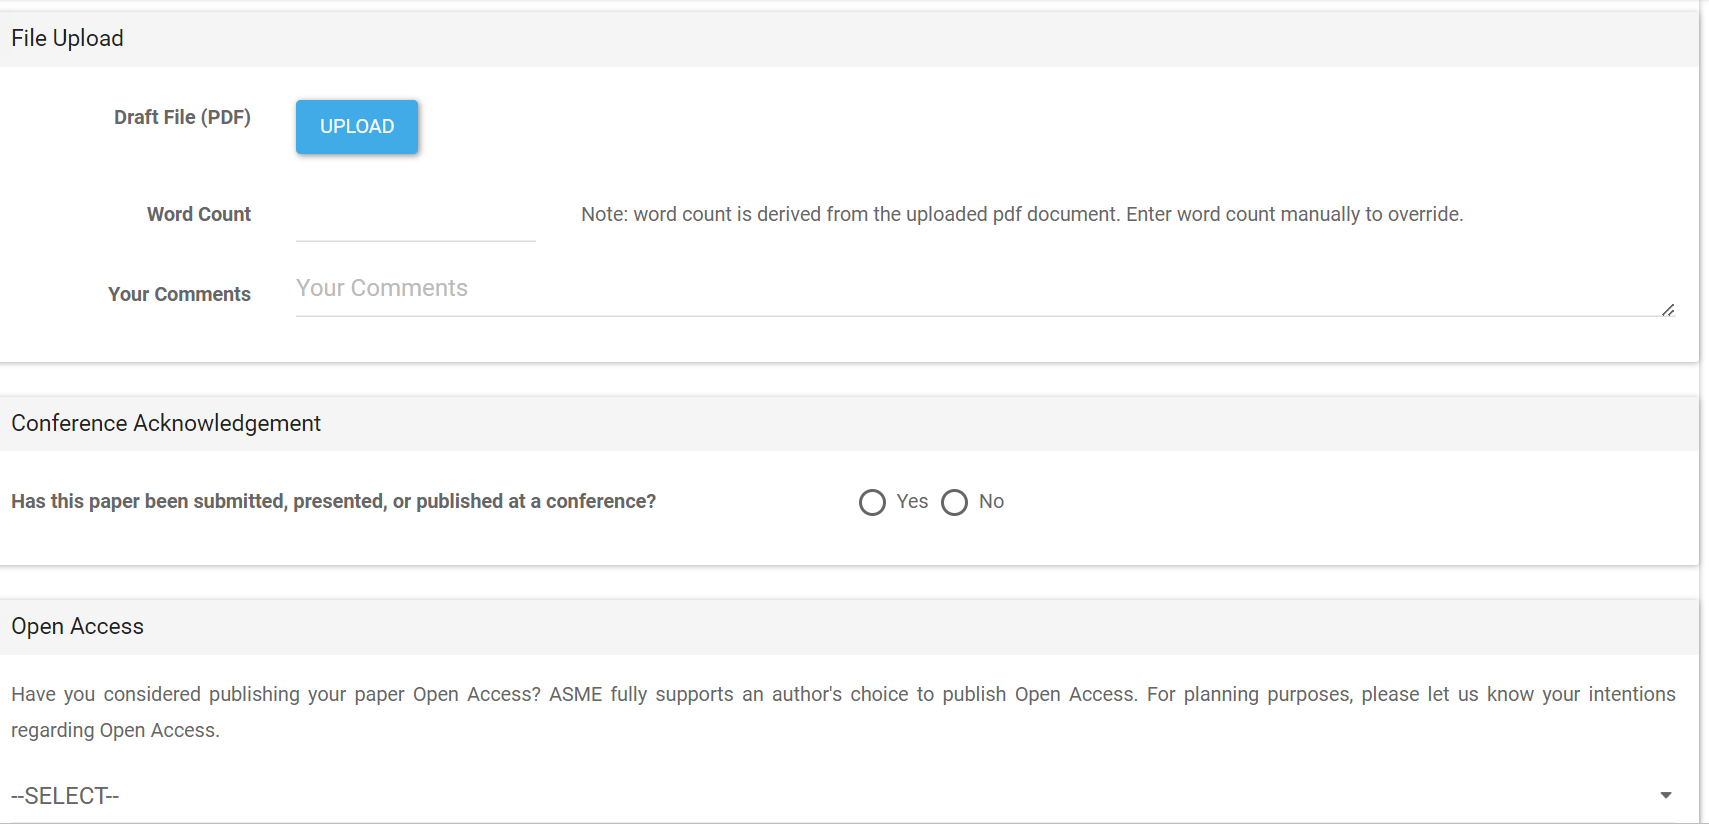 File Upload
Draft File (PDF)
UPLOAD
Word Count
Note: word count is derived from the uploaded pdf document. Enter word count manually to override.
Your Comments
Your Comments
Conference Acknowledgement
Has this paper been submitted, presented, or published at a conference?
Yes
No
Open Access
Have you considered publishing your paper Open Access? ASME fully supports an author's choice to publish Open Access. For planning purposes, please let us know your intentions
regarding Open Access.
--SELECT--